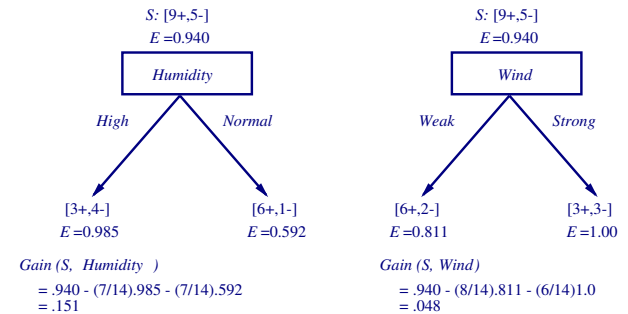 S: [9+,5-]
E =0.940
Humidity
High Normal
[3+,4-] [6+,1-]
E =0.985 E =0.592
Gain (S, Humidity )
= .940 - (7/14).985 - (7/14).592
= .151
S: [9+,5-]
E =0.940
Wind
Weak Strong
[6+,2-] [3+,3-]
E =0.811 E =1.00
Gain (S, Wind)
= .940 - (8/14).811 - (6/14)1.0
= .048